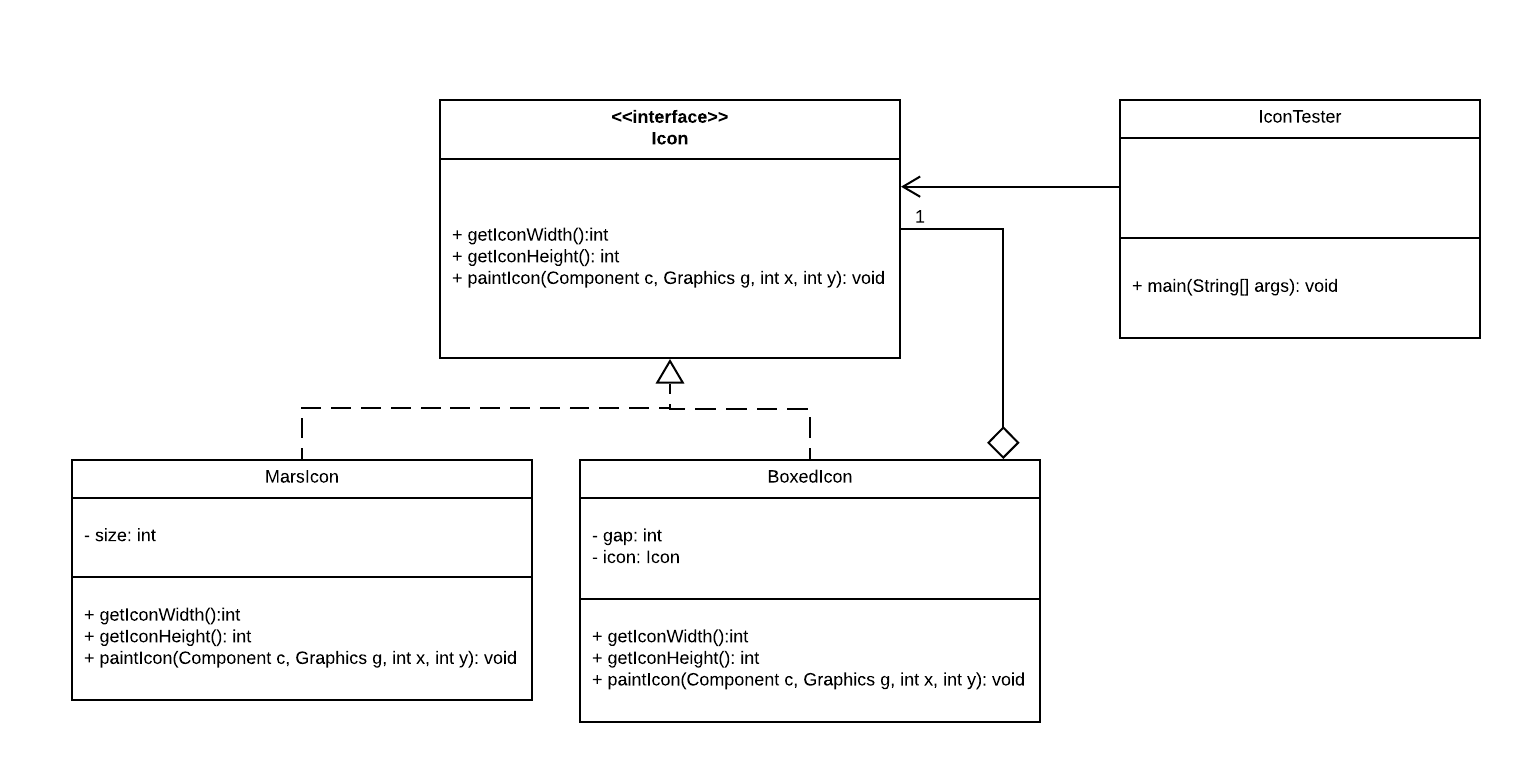 <<interface>>
Icon
+ getIconWidth():int
+ getIconHeight(): int
+ paintIcon(Component c, Graphics g, int x, int y): void
IconTester
+ main(String[] args): void
1
MarsIcon
- size: int
+ getIconWidth():int
+ getIconHeight(): int
+ paintIcon(Component c, Graphics g, int x, int y): void
BoxedIcon
- gap: int
- icon: Icon
+ getIconWidth():int
+ getIconHeight(): int
+ paintIcon(Component c, Graphics g, int x, int y): void